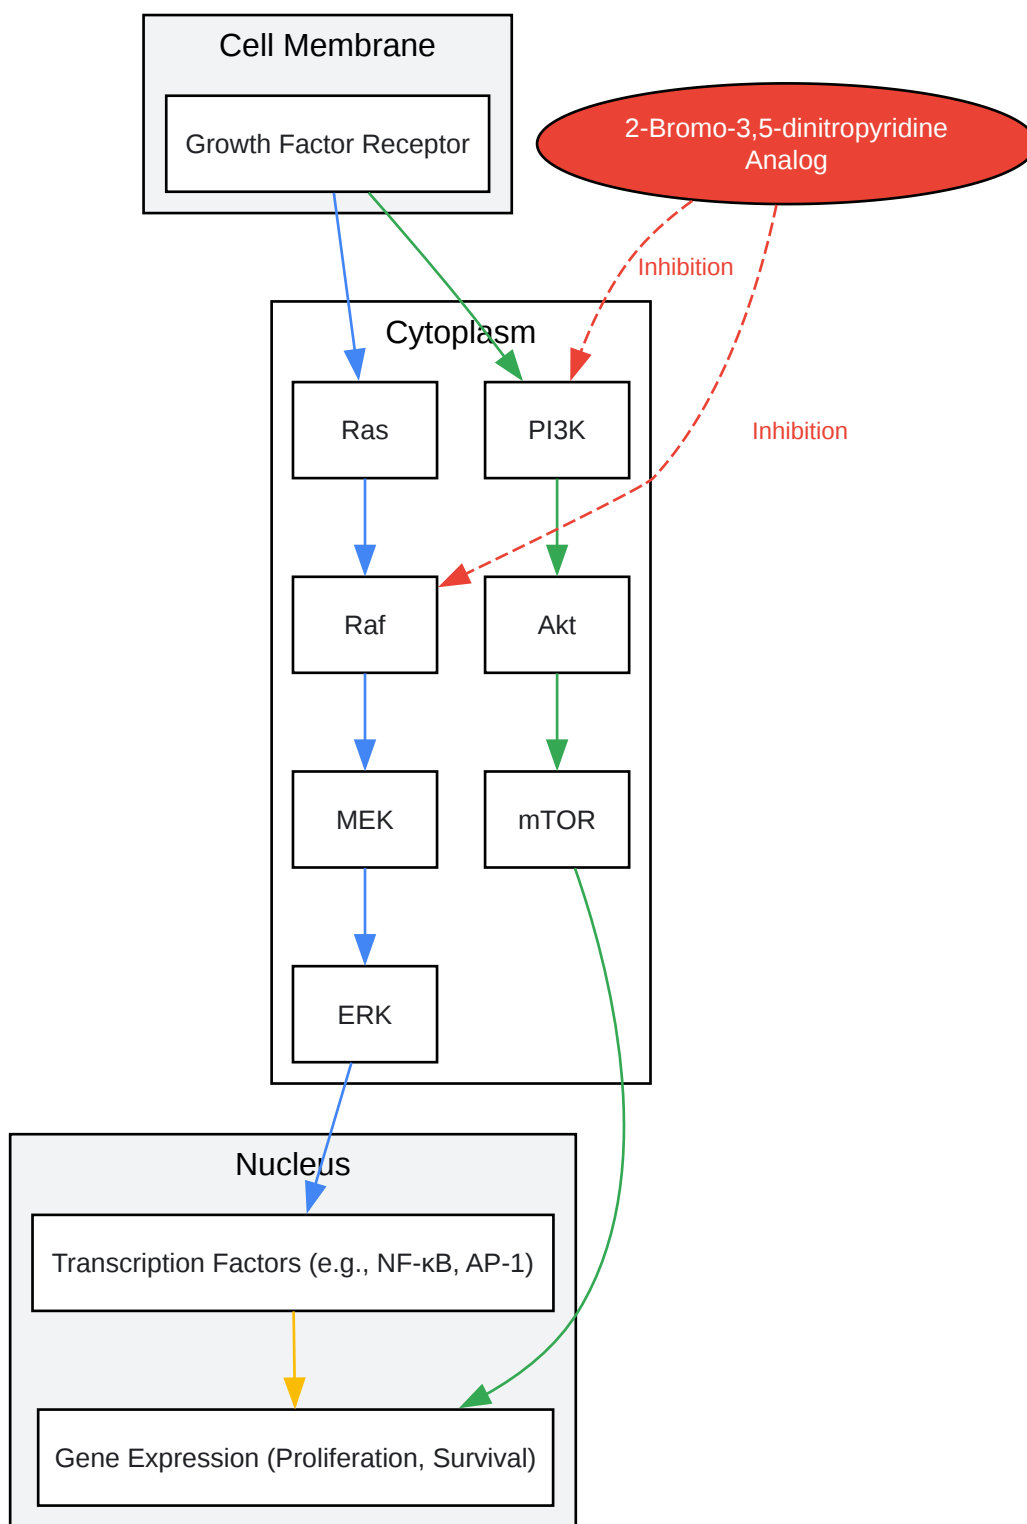 Cell Membrane
Growth Factor Receptor
2-Bromo-3,5-dinitropyridine
Analog
Inhibition
Cytoplasm
Ras
PI3K
Inhibition
Raf
Akt
MEK
mTOR
ERK
Nucleus
Transcription Factors (e.g., NF-κB, AP-1)
Gene Expression (Proliferation, Survival)